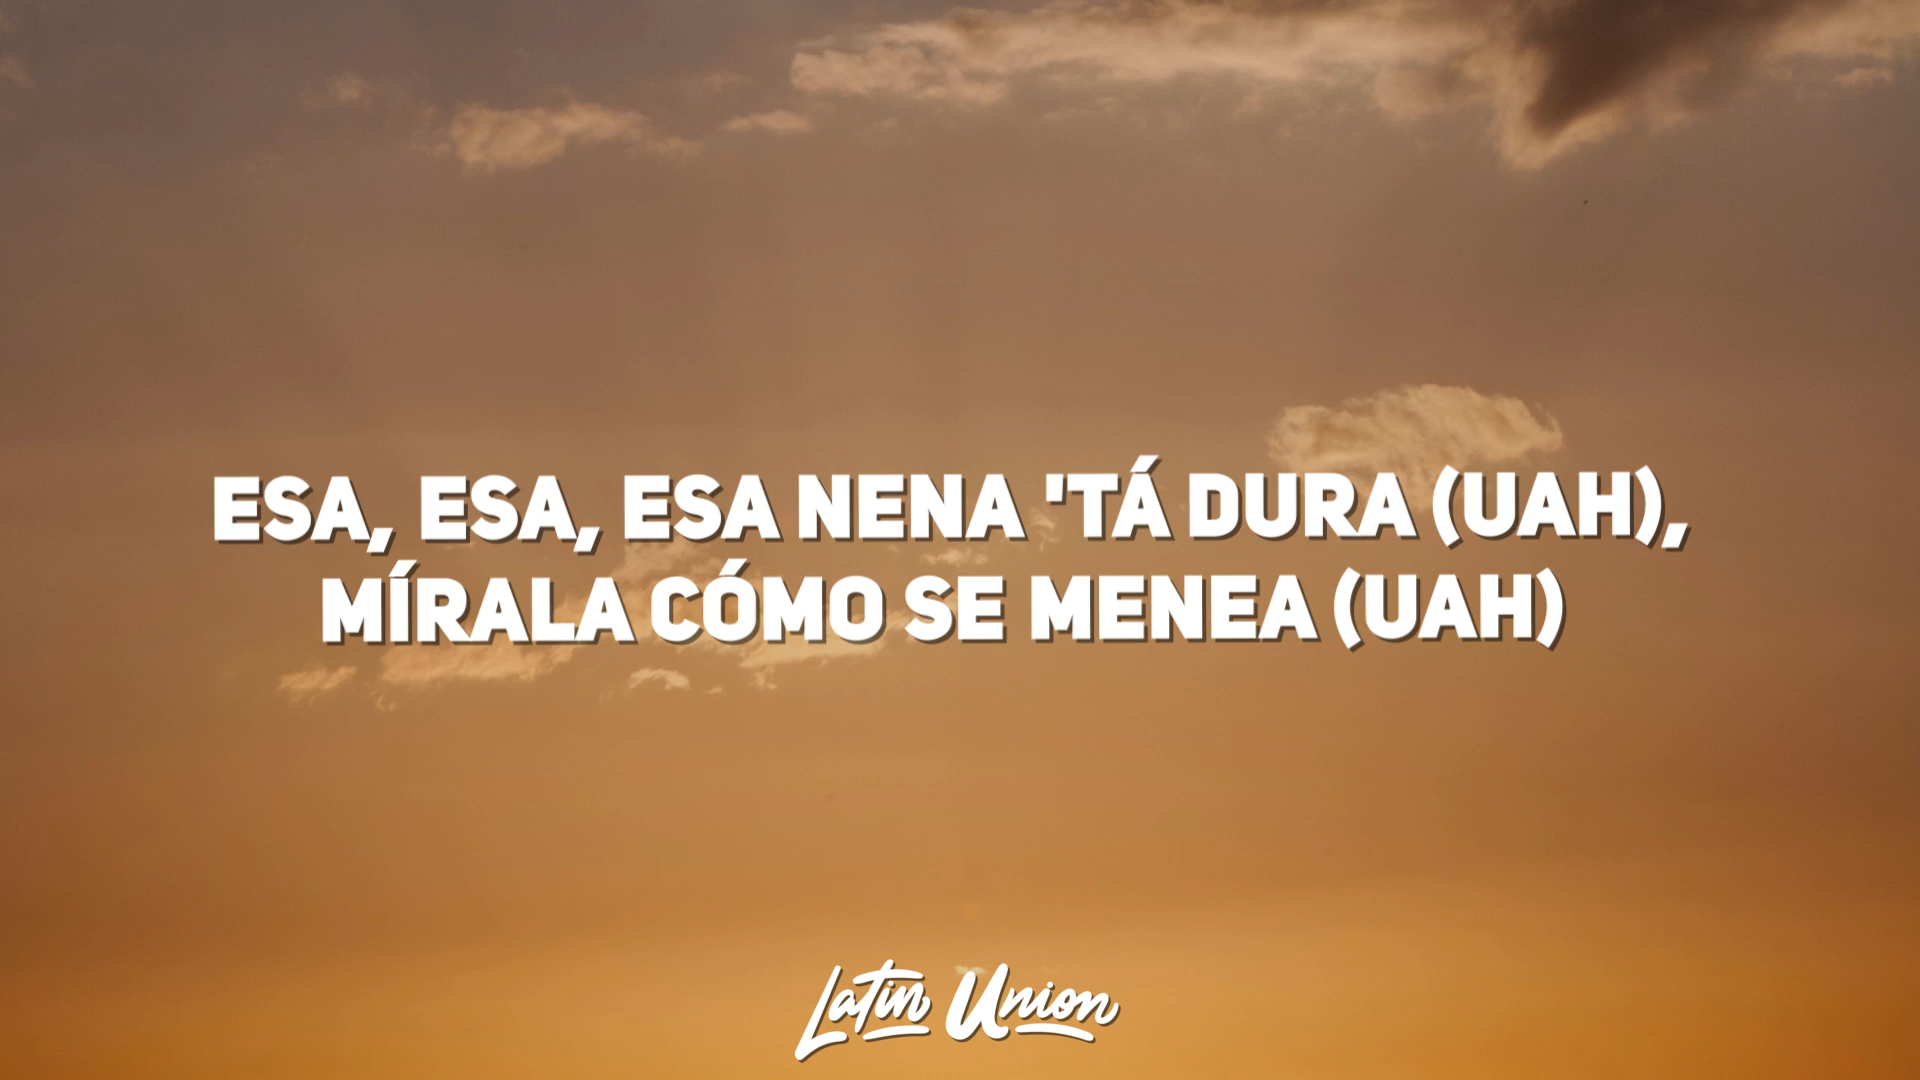 ESA, ESA, ESA NENA 'TÁ DURA (UAH),
MÍRALA CÓMO SE MENEA (UAH)
Latin Union